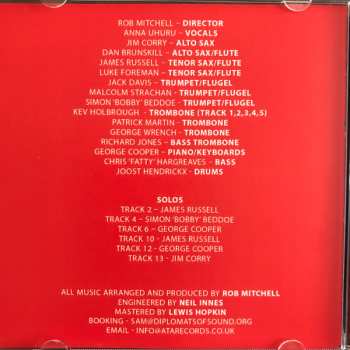 ROB MITCHELL – DIRECTOR
ANNA UHURU – VOCALS
JIM CORRY – ALTO SAX
DAN BRUNSKILL – ALTO SAX/FLUTE
JAMES RUSSELL – TENOR SAX/FLUTE
LUKE FOREMAN – TENOR SAX/FLUTE
JACK DAVIS – TRUMPET/FLUGEL
MALCOLM STRACHAN – TRUMPET/FLUGEL
SIMON 'BOBBY' BEDDOE – TRUMPET/FLUGEL
KEV HOLBROUGH – TROMBONE (TRACK 1,2,3,4,5)
PATRICK MARTIN – TROMBONE
GEORGE WRENCH – TROMBONE
RICHARD JONES – BASS TROMBONE
GEORGE COOPER – PIANO/KEYBOARDS
CHRIS 'FATTY' HARGREAVES – BASS
JOOST HENDRICKX – DRUMS
SOLOS
TRACK 2 – JAMES RUSSELL
TRACK 4 – SIMON 'BOBBY' BEDDOE
TRACK 6 – GEORGE COOPER
TRACK 10 – JAMES RUSSELL
TRACK 12 – GEORGE COOPER
TRACK 13 – JIM CORRY
ALL MUSIC ARRANGED AND PRODUCED BY ROB MITCHELL
ENGINEERED BY NEIL INNES
MASTERED BY LEWIS HOPKIN
BOOKING – SAM@DIPLOMATSOFSOUND.ORG
EMAIL – INFO@ATARECORDS.CO.UK